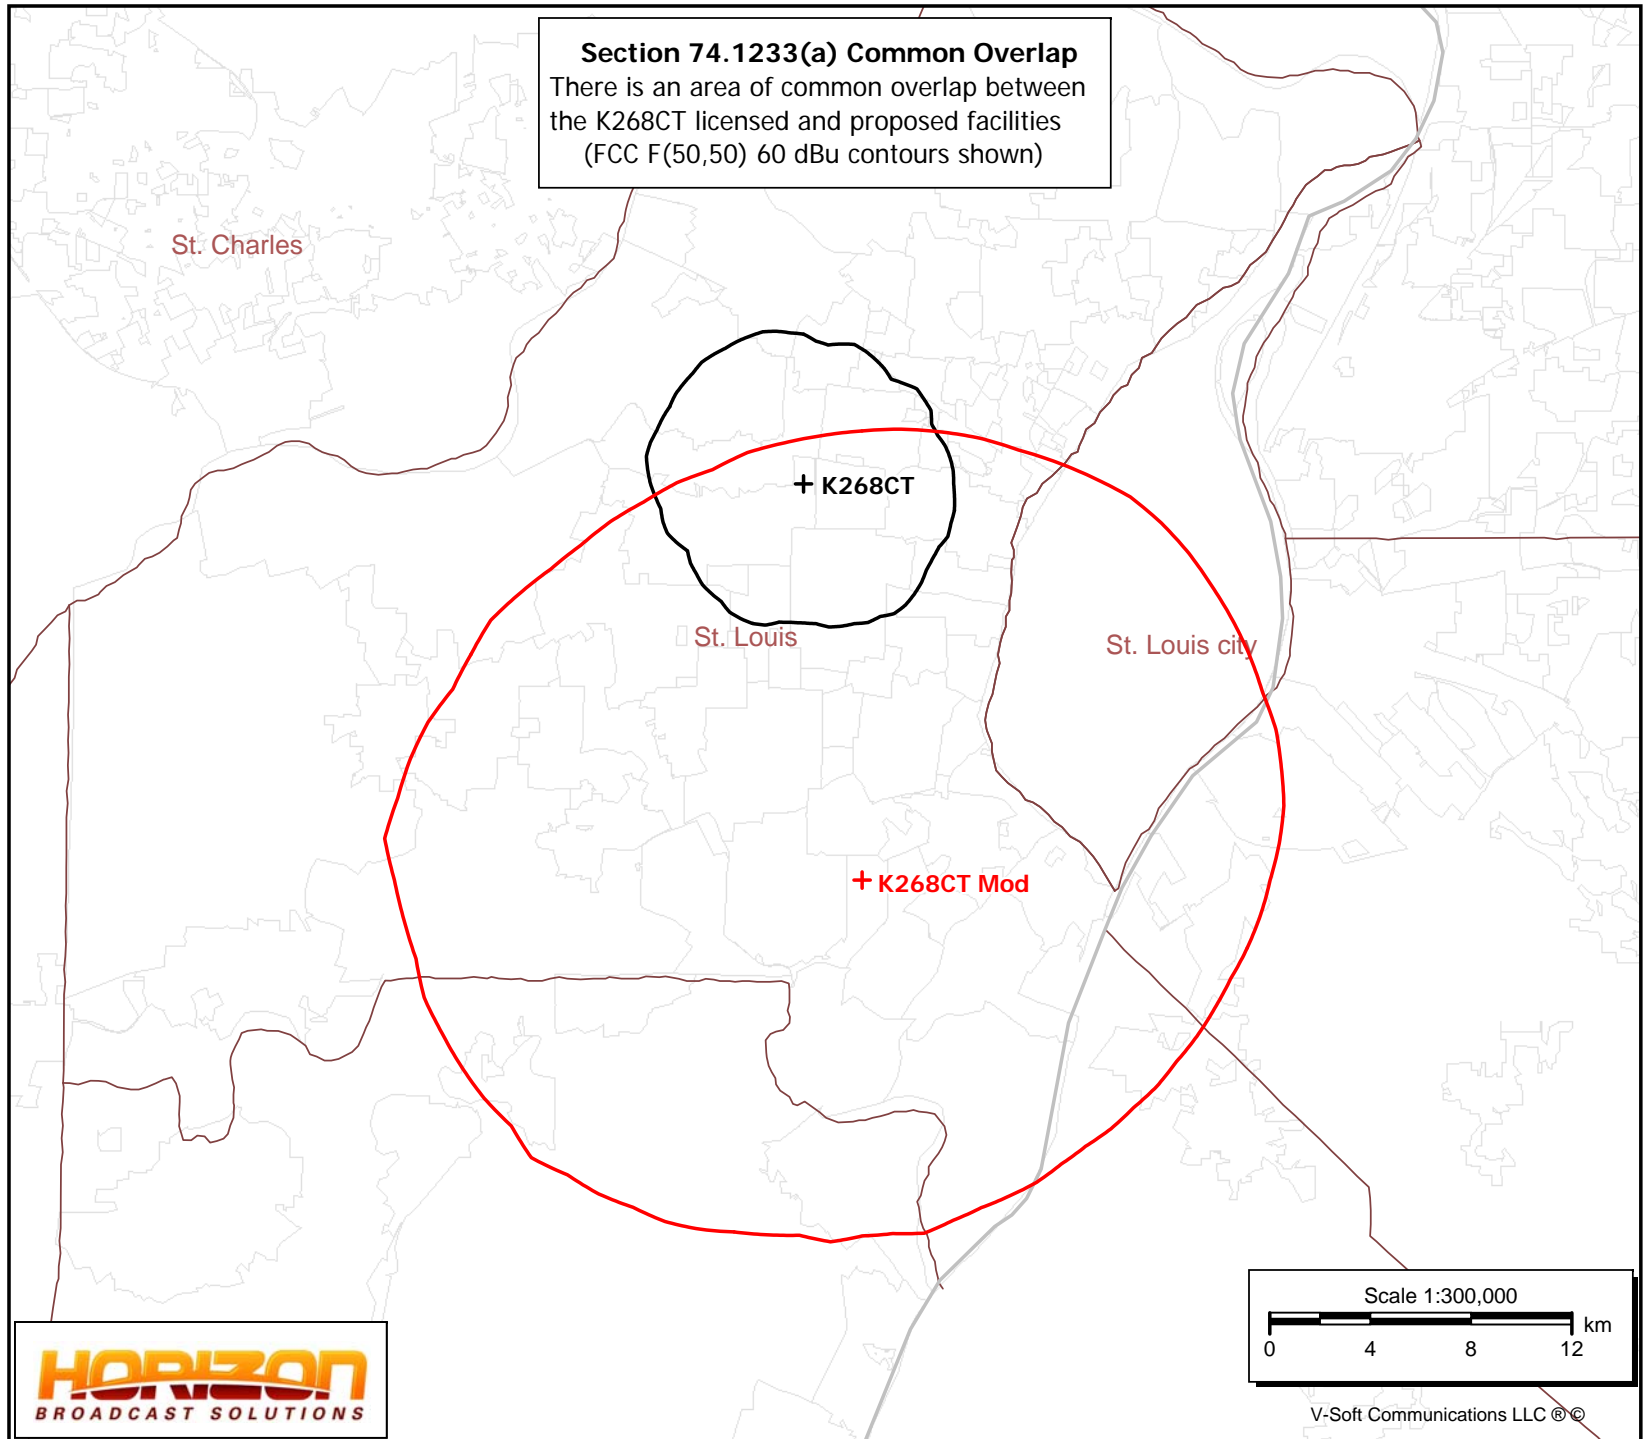 Section 74.1233(a) Common Overlap
There is an area of common overlap between
the K268CT licensed and proposed facilities
(FCC F(50,50) 60 dBu contours shown)
St. Charles
K268CT
St. Louis
St. Louis city
K268CT Mod
Scale 1:300,000
km
0 4 8 12
HORIZON
BROADCAST SOLUTIONS
V-Soft Communications LLC ® ©